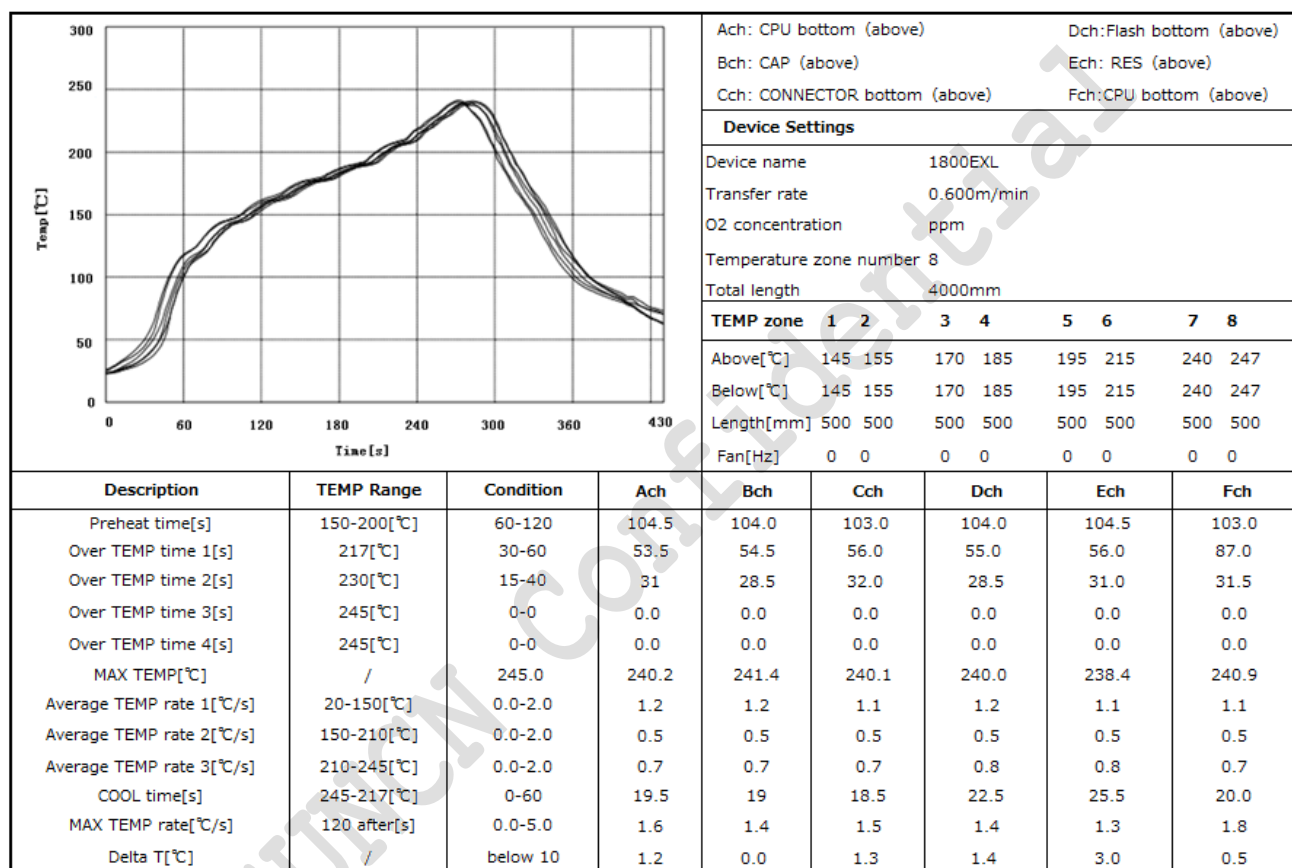 300
250
200
150
100
50
0
Temp[℃]
0 60 120 180 240 300 360 430
Time[s]
Ach: CPU bottom (above) Dch:Flash bottom (above)
Bch: CAP (above) Ech: RES (above)
Cch: CONNECTOR bottom (above) Fch:CPU bottom (above)
Device Settings
Device name 1800EXL
Transfer rate 0.600m/min
O2 concentration ppm
Temperature zone number 8
Total length 4000mm
TEMP zone 1 2 3 4 5 6 7 8
Above[℃] 145 155 170 185 195 215 240 247
Below[℃] 145 155 170 185 195 215 240 247
Length[mm] 500 500 500 500 500 500 500 500
Fan[Hz] 0 0 0 0 0 0 0 0
Description TEMP Range Condition Ach Bch Cch Dch Ech Fch
Preheat time[s] 150-200[℃] 60-120 104.5 104.0 103.0 104.0 104.5 103.0
Over TEMP time 1[s] 217[℃] 30-60 53.5 54.5 56.0 55.0 56.0 87.0
Over TEMP time 2[s] 230[℃] 15-40 31 28.5 32.0 28.5 31.0 31.5
Over TEMP time 3[s] 245[℃] 0-0 0.0 0.0 0.0 0.0 0.0 0.0
Over TEMP time 4[s] 245[℃] 0-0 0.0 0.0 0.0 0.0 0.0 0.0
MAX TEMP[℃] / 245.0 240.2 241.4 240.1 240.0 238.4 240.9
Average TEMP rate 1[℃/s] 20-150[℃] 0.0-2.0 1.2 1.2 1.1 1.2 1.1 1.1
Average TEMP rate 2[℃/s] 150-210[℃] 0.0-2.0 0.5 0.5 0.5 0.5 0.5 0.5
Average TEMP rate 3[℃/s] 210-245[℃] 0.0-2.0 0.7 0.7 0.7 0.8 0.8 0.7
COOL time[s] 245-217[℃] 0-60 19.5 19 18.5 22.5 25.5 20.0
MAX TEMP rate[℃/s] 120 after[s] 0.0-5.0 1.6 1.4 1.5 1.4 1.3 1.8
Delta T[℃] / below 10 1.2 0.0 1.3 1.4 3.0 0.5
Confidential